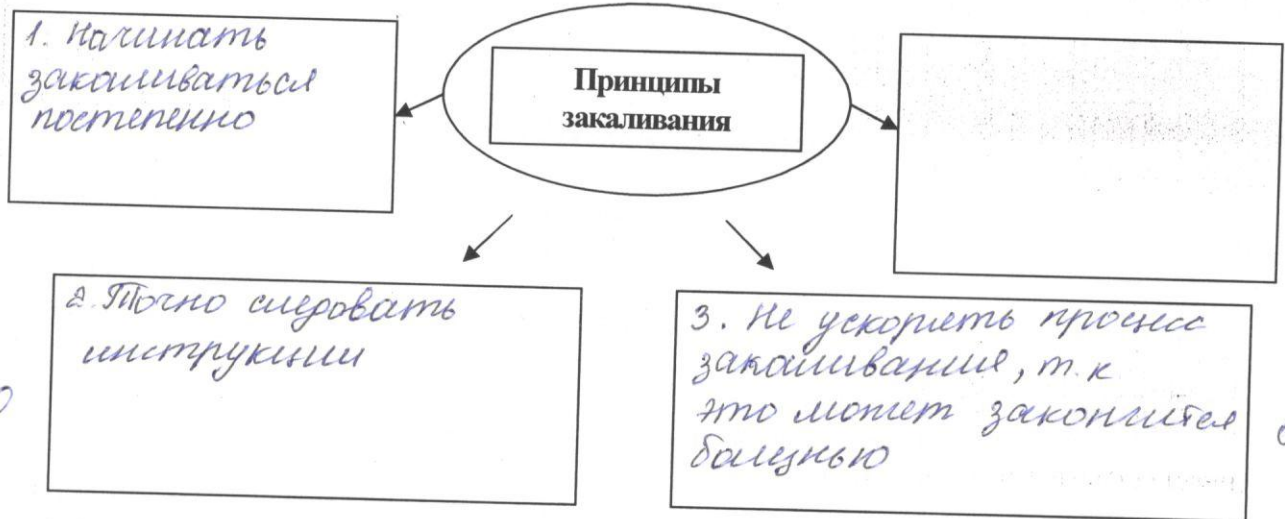 Принципы
закаливания
1. Начинать
закаливаться
постепенно
2. Точно следовать
инструкции
3. Не ускорять процесс
закаливания, т.к
это может закончится
болезнью